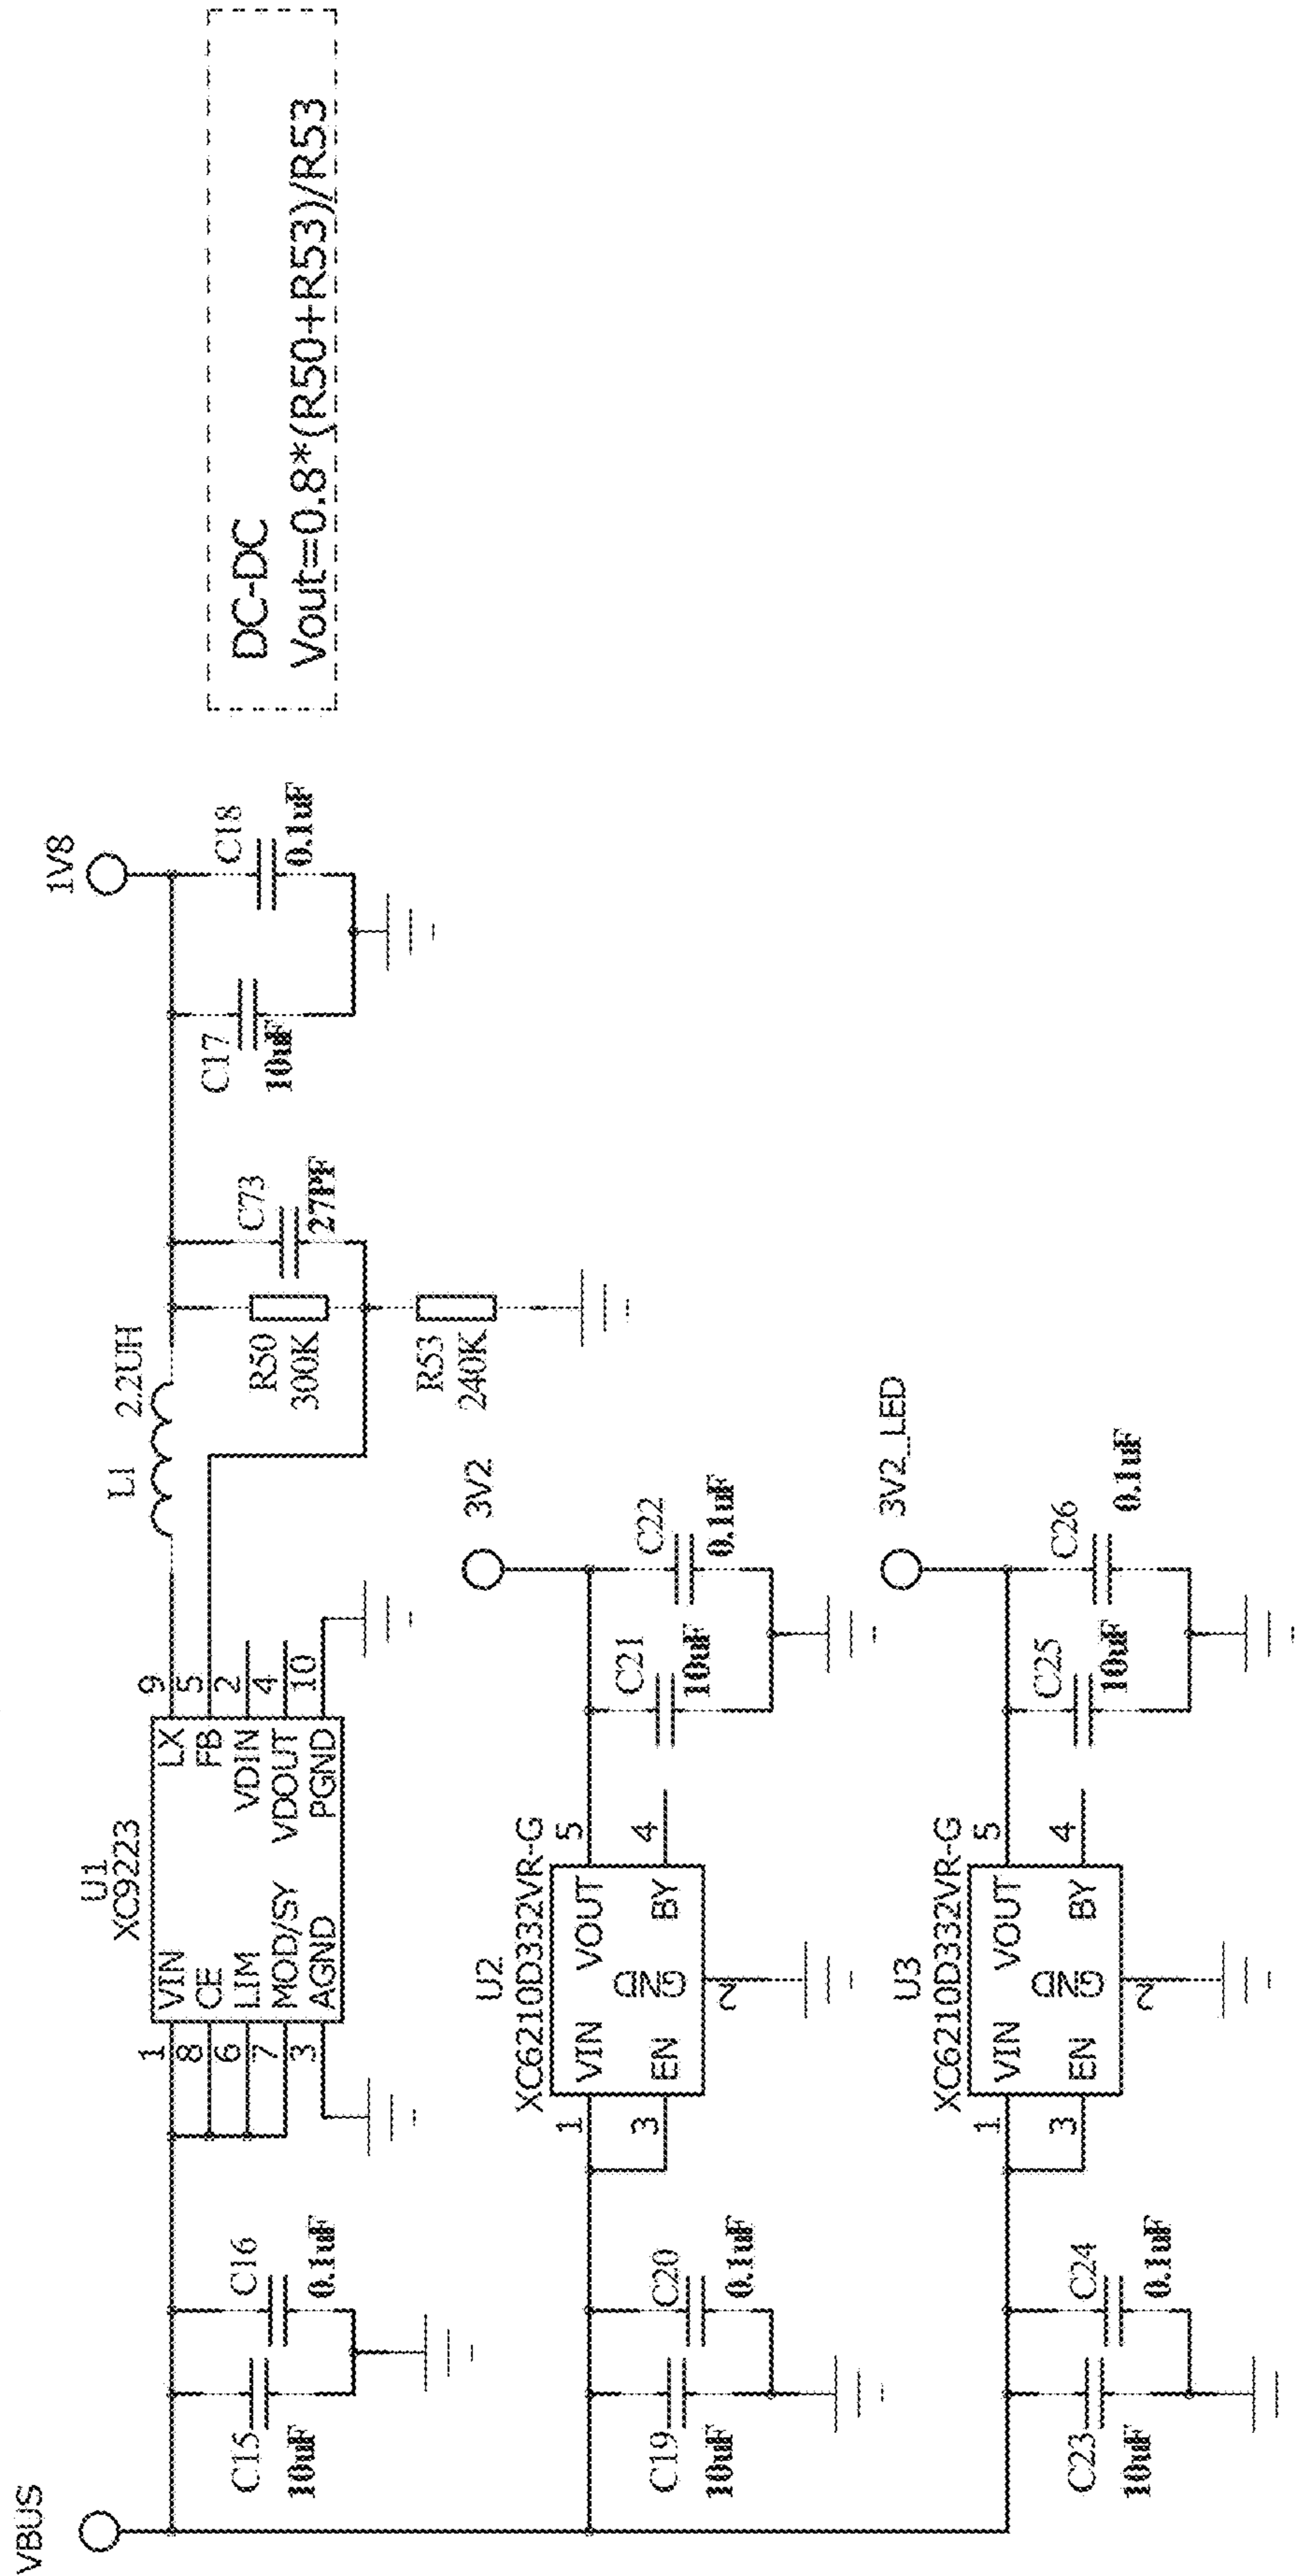 VBUS
C15
10uF
C16
0.1uF
U1
XC9223
1
VIN
8
CE
6
LIM
7
MOD/SY
3
AGND
LX
9
FB
5
VDIN
2
VDOUT
4
PGND
10
L1
2.2UH
R50
300K
C73
27PF
R53
240K
C17
10uF
C18
0.1uF
1V8
DC-DC
Vout=0.8*(R50+R53)/R53
C19
10uF
C20
0.1uF
U2
XC6210D332VR-G
1
VIN
3
EN
GND
2
VOUT
5
BY
4
C21
10uF
C22
0.1uF
3V2
C23
10uF
C24
0.1uF
U3
XC6210D332VR-G
1
VIN
3
EN
GND
2
VOUT
5
BY
4
C25
10uF
C26
0.1uF
3V2_LED